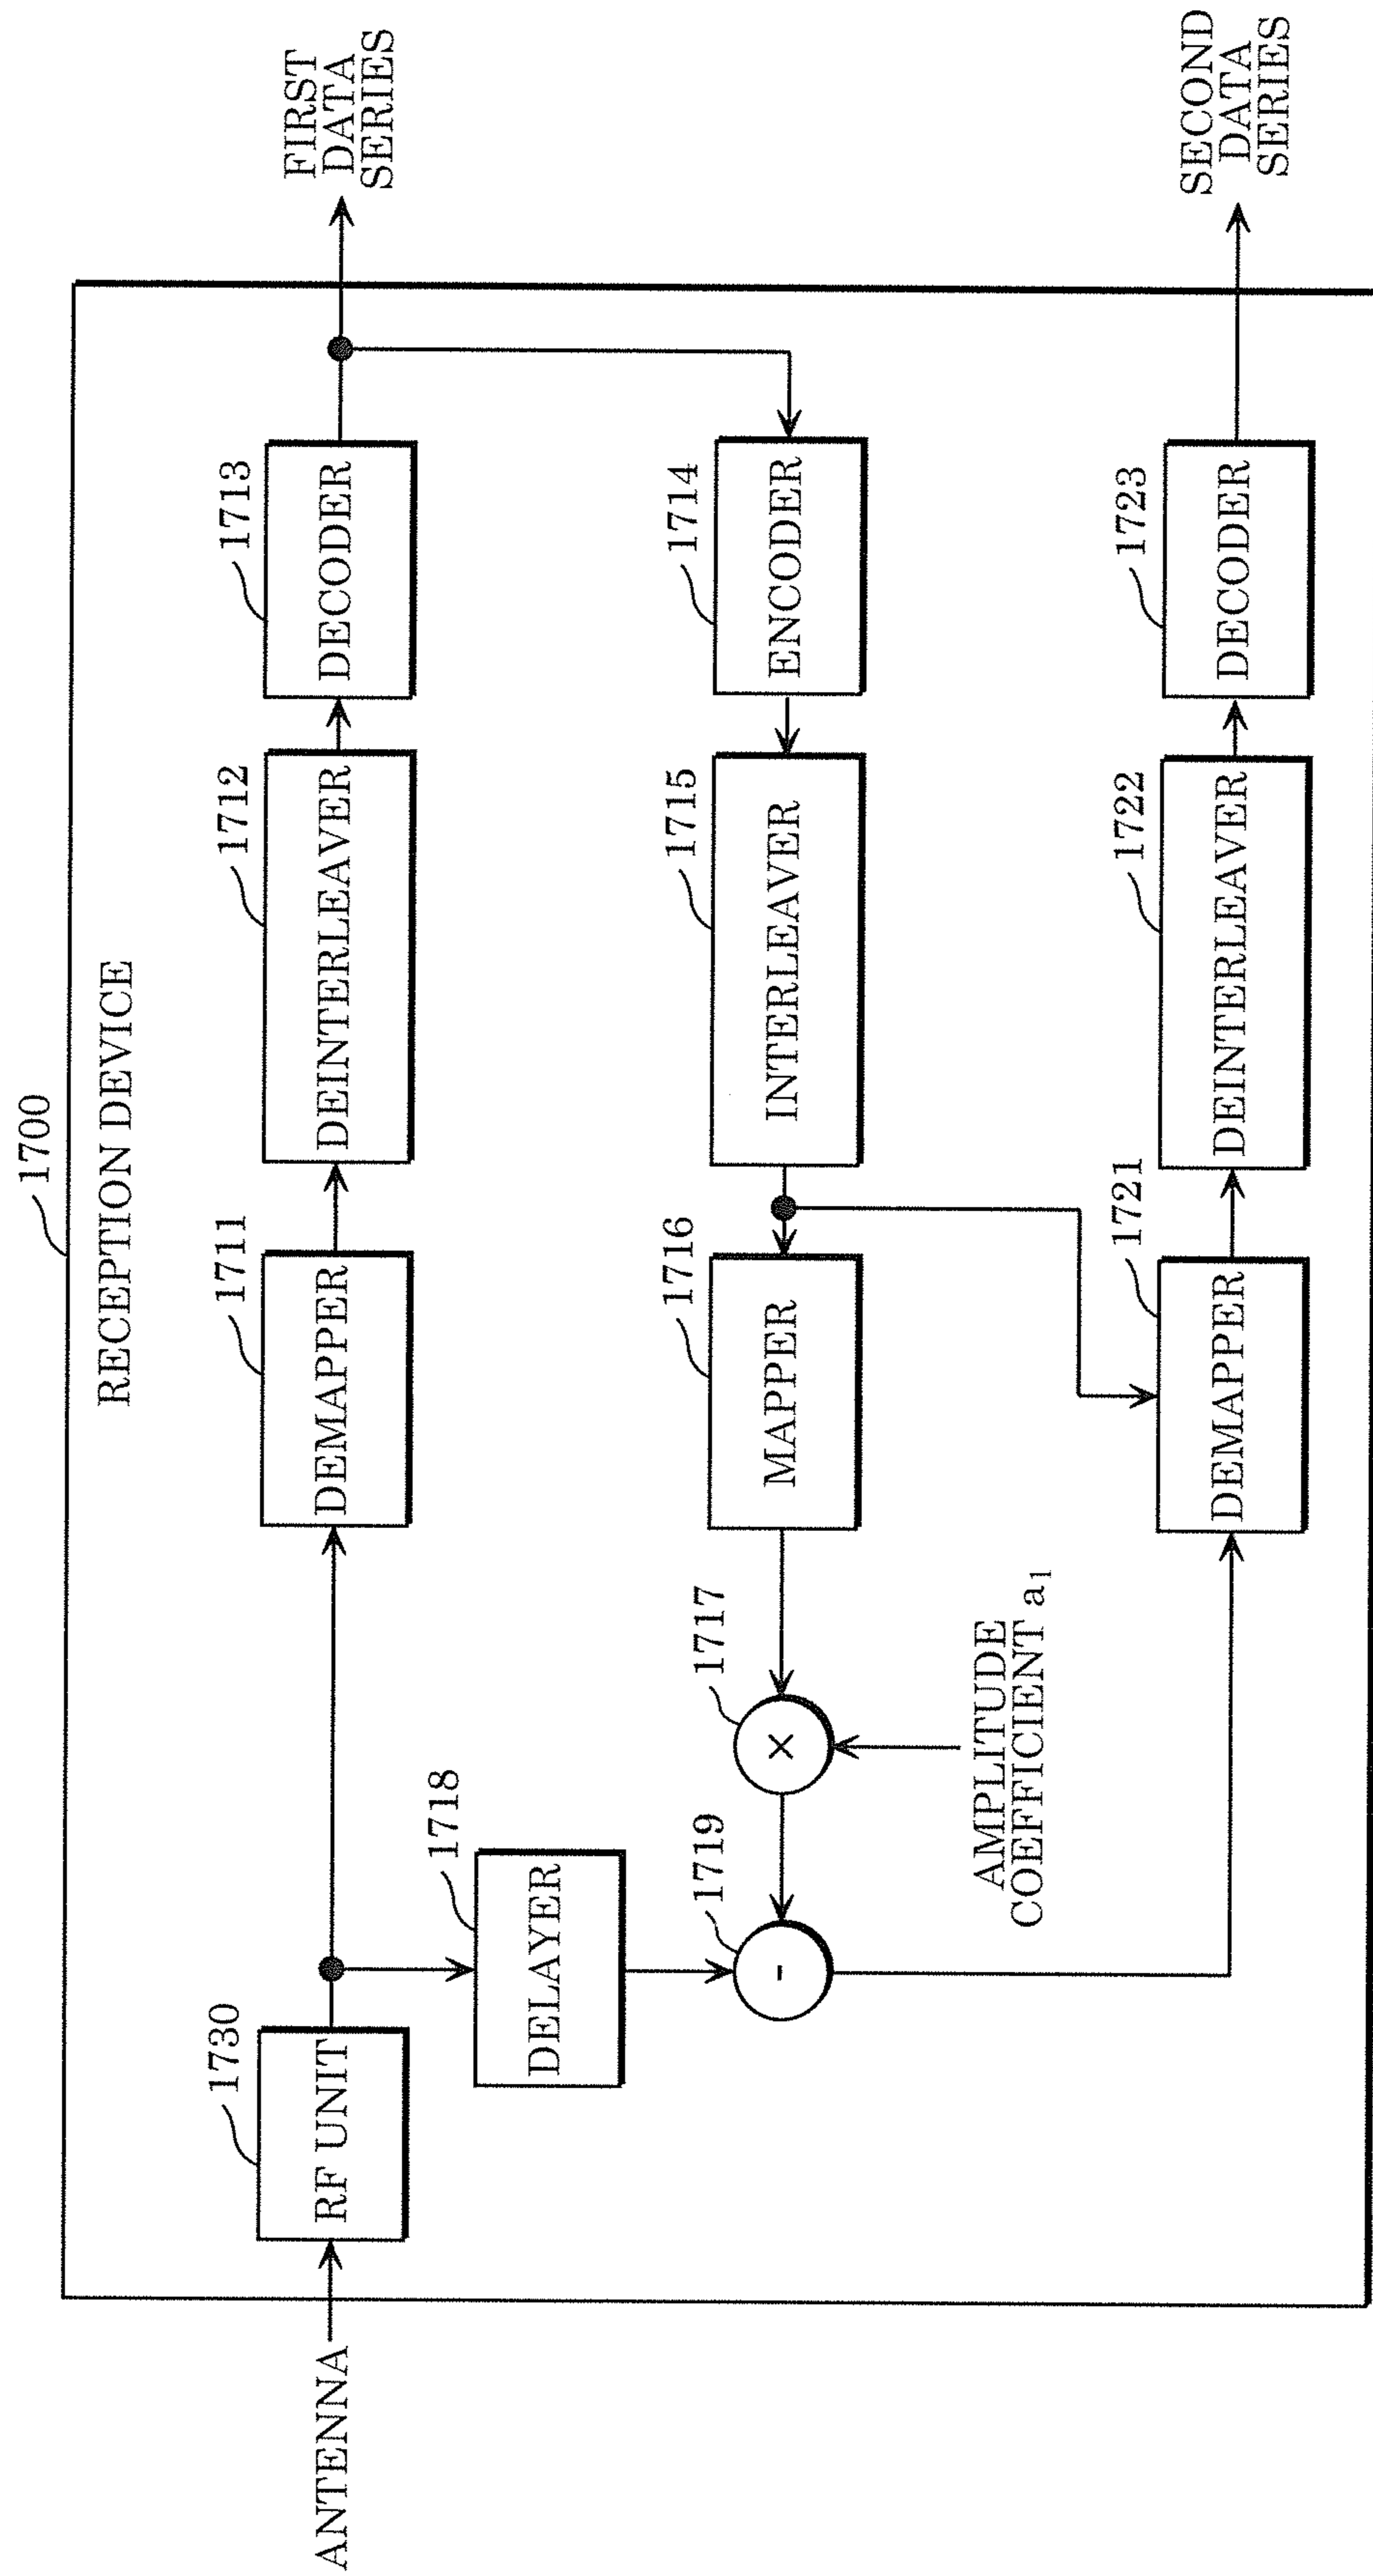 1700
RECEPTION DEVICE
ANTENNA
1730
RF UNIT
1711
DEMAPPER
1712
DEINTERLEAVER
1713
DECODER
FIRST
DATA
SERIES
1718
DELAYER
1719
-
1717
×
AMPLITUDE
COEFFICIENT a₁
1716
MAPPER
1715
INTERLEAVER
1714
ENCODER
1721
DEMAPPER
1722
DEINTERLEAVER
1723
DECODER
SECOND
DATA
SERIES